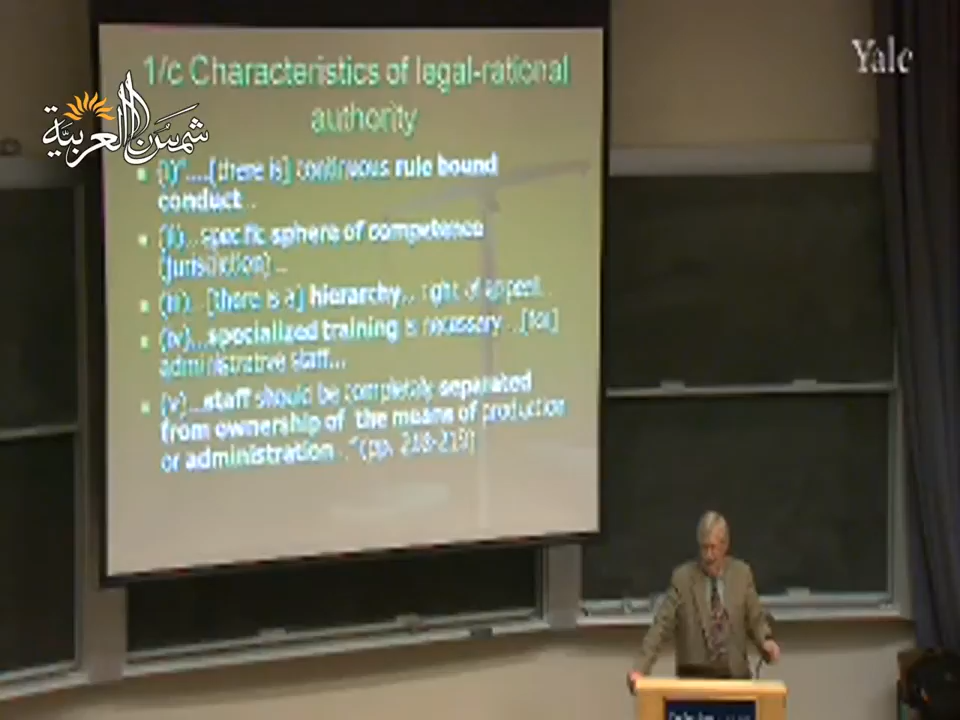 Yale
شمس العربية
1/c Characteristics of legal-rational
authority
(i)"....[there is] continuous rule bound
conduct..
(ii)...specific sphere of competence
(jurisdiction)...
(iii)...[there is a] hierarchy... right of appeal..
(iv)...specialized training is necessary...[for]
administrative staff...
(v)...staff should be completely separated
from ownership of the means of production
or administration..."(pp. 218-219)